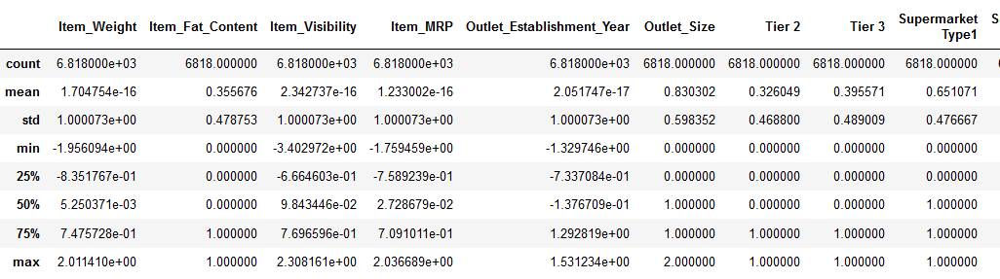 Item_Weight Item_Fat_Content Item_Visibility Item_MRP Outlet_Establishment_Year Outlet_Size Tier 2 Tier 3 Supermarket Type1
count 6.818000e+03 6818.000000 6.818000e+03 6.818000e+03 6.818000e+03 6818.000000 6818.000000 6818.000000 6818.000000
mean 1.704754e-16 0.355676 2.342737e-16 1.233002e-16 2.051747e-17 0.830302 0.326049 0.395571 0.651071
std 1.000073e+00 0.478753 1.000073e+00 1.000073e+00 1.000073e+00 0.598352 0.468800 0.489009 0.476667
min -1.956094e+00 0.000000 -3.402972e+00 -1.759459e+00 -1.329746e+00 0.000000 0.000000 0.000000 0.000000
25% -8.351767e-01 0.000000 -6.664603e-01 -7.589239e-01 -7.337084e-01 0.000000 0.000000 0.000000 0.000000
50% 5.250371e-03 0.000000 9.843446e-02 2.728679e-02 -1.376709e-01 1.000000 0.000000 0.000000 1.000000
75% 7.475728e-01 1.000000 7.696596e-01 7.091011e-01 1.292819e+00 1.000000 1.000000 1.000000 1.000000
max 2.011410e+00 1.000000 2.308161e+00 2.036689e+00 1.531234e+00 2.000000 1.000000 1.000000 1.000000